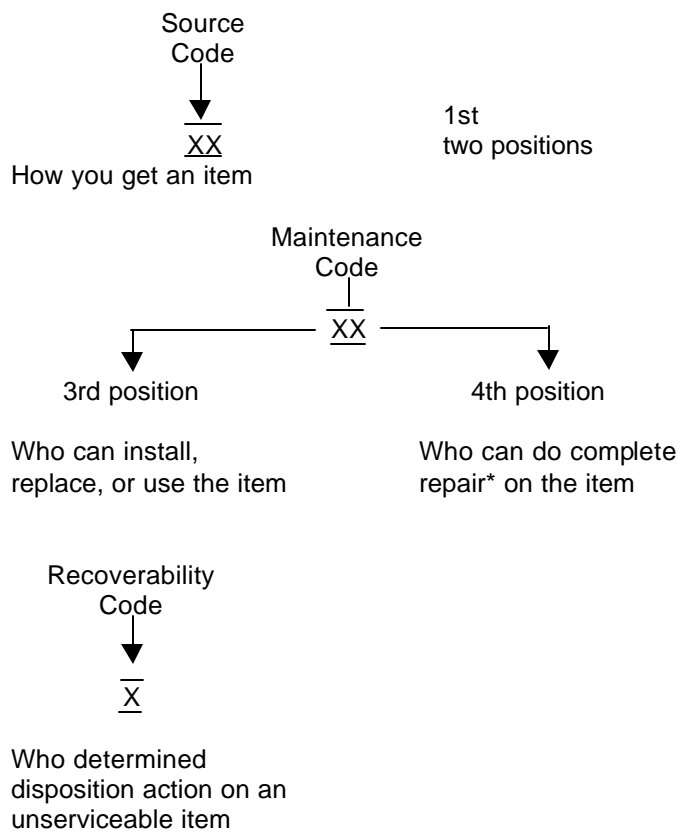 Source
Code
XX
1st
two positions
How you get an item
Maintenance
Code
XX
3rd position
4th position
Who can install,
replace, or use the item
Who can do complete
repair* on the item
Recoverability
Code
X
Who determined
disposition action on an
unserviceable item